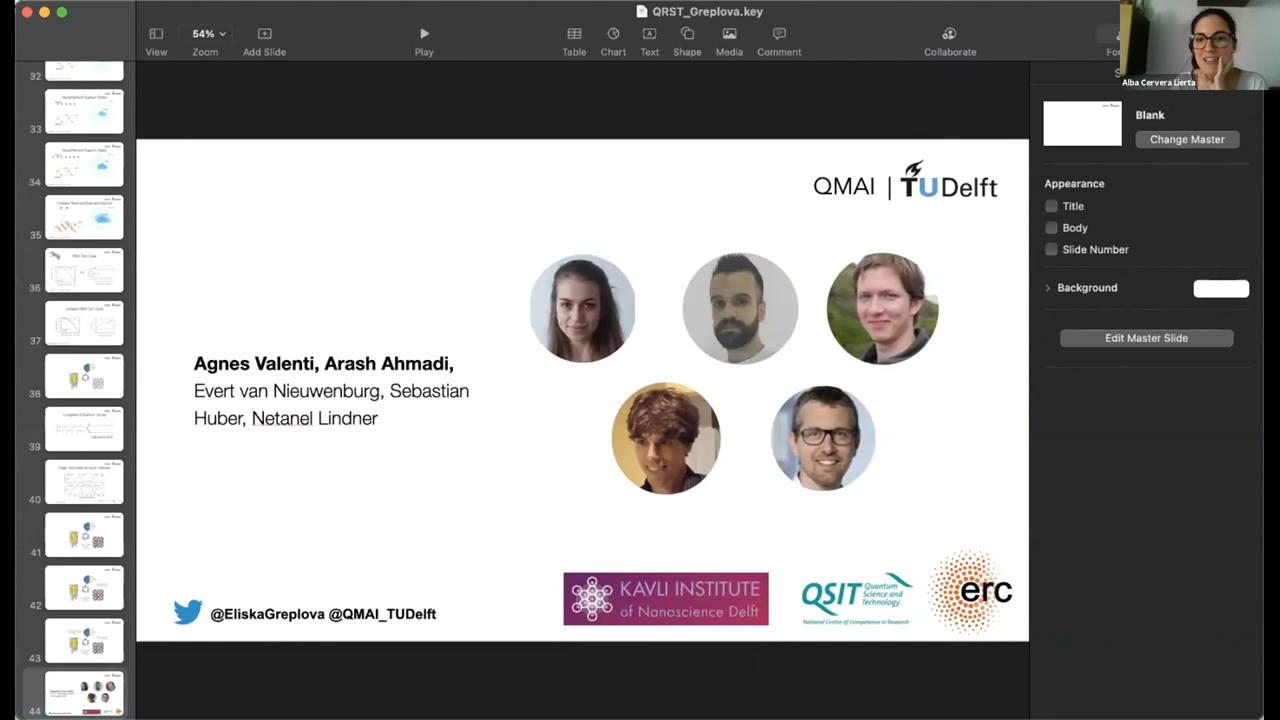 QRST_Greplova.key
54%
View
Zoom
Add Slide
Play
Table
Chart
Text
Shape
Media
Comment
Collaborate
Alba Cervera Lierta
32
33
34
35
36
37
38
39
40
41
42
43
44
QMAI | TUDelft
Agnes Valenti, Arash Ahmadi,
Evert van Nieuwenburg, Sebastian
Huber, Netanel Lindner
@EliskaGreplova @QMAI_TUDelft
KAVLI INSTITUTE
of Nanoscience Delft
QSIT
Quantum
Science and
Technology
National Centre of Competence in Research
erc
Blank
Change Master
Appearance
Title
Body
Slide Number
Background
Edit Master Slide